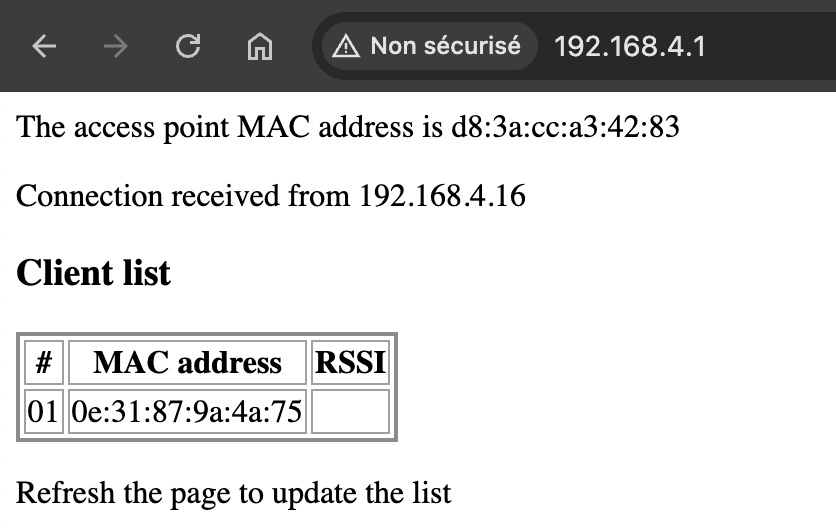 Non sécurisé 192.168.4.1
The access point MAC address is d8:3a:cc:a3:42:83
Connection received from 192.168.4.16
Client list
# MAC address RSSI
01 0e:31:87:9a:4a:75
Refresh the page to update the list